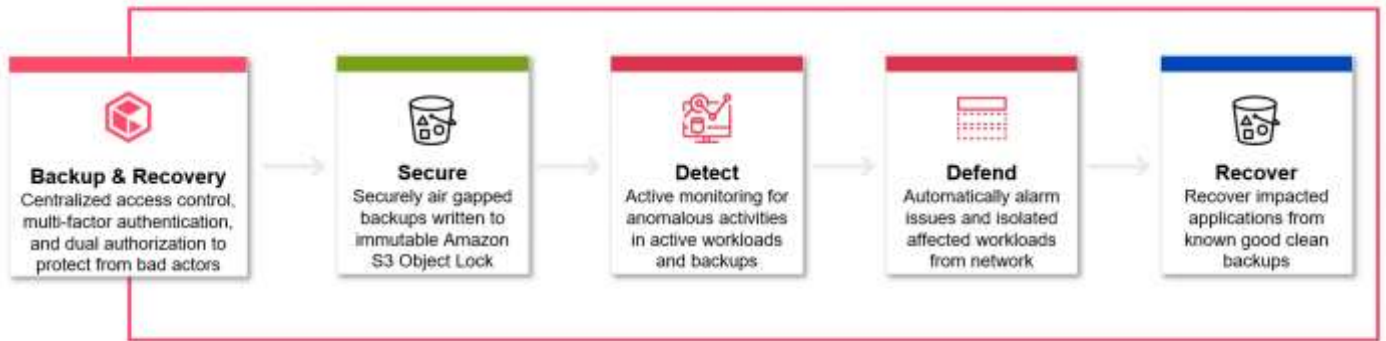 Backup & Recovery
Centralized access control,
multi-factor authentication,
and dual authorization to
protect from bad actors
Secure
Securely air gapped
backups written to
immutable Amazon
S3 Object Lock
Detect
Active monitoring for
anomalous activities
in active workloads
and backups
Defend
Automatically alarm
issues and isolated
affected workloads
from network
Recover
Recover impacted
applications from
known good clean
backups